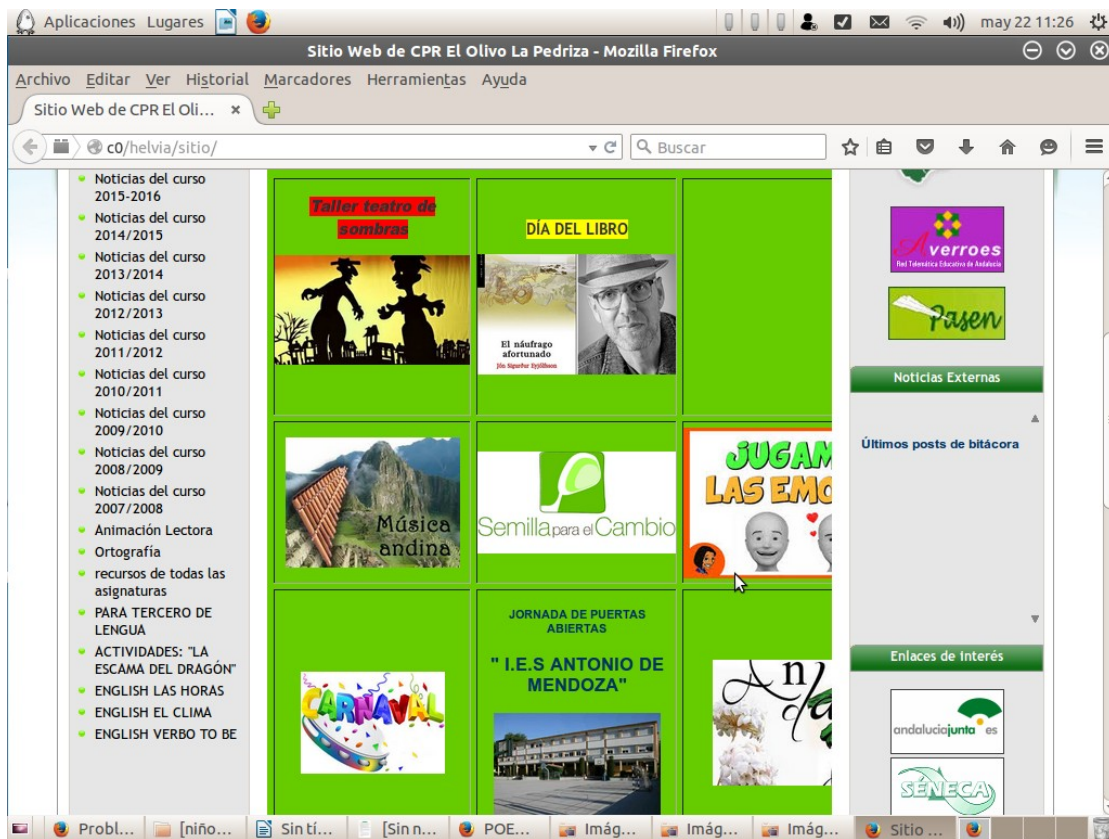 Aplicaciones Lugares
may 22 11:26
Sitio Web de CPR El Olivo La Pedriza - Mozilla Firefox
Archivo Editar Ver Historial Marcadores Herramientas Ayuda
Sitio Web de CPR El Oli...
c0/helvia/sitio/
Buscar
Noticias del curso
2015-2016
Noticias del curso
2014/2015
Noticias del curso
2013/2014
Noticias del curso
2012/2013
Noticias del curso
2011/2012
Noticias del curso
2010/2011
Noticias del curso
2009/2010
Noticias del curso
2008/2009
Noticias del curso
2007/2008
Animación Lectora
Ortografía
recursos de todas las
asignaturas
PARA TERCERO DE
LENGUA
ACTIVIDADES: "LA
ESCAMA DEL DRAGÓN"
ENGLISH LAS HORAS
ENGLISH EL CLIMA
ENGLISH VERBO TO BE
Taller teatro de
sombras
DÍA DEL LIBRO
El náufrago
afortunado
Jón Sigurður Eyjólfsson
Música
andina
Semilla para el Cambio
JUGAM
LAS EMO
CARNAVAL
JORNADA DE PUERTAS
ABIERTAS
" I.E.S ANTONIO DE
MENDOZA"
An
Averroes
Red Telemática Educativa de Andalucía
Pasen
Noticias Externas
Últimos posts de bitácora
Enlaces de interés
andaluciajunta es
SÉNECA
Probl...
[niño...
Sin tí...
[Sin n...
POE...
Imág...
Imág...
Imág...
Sitio ...